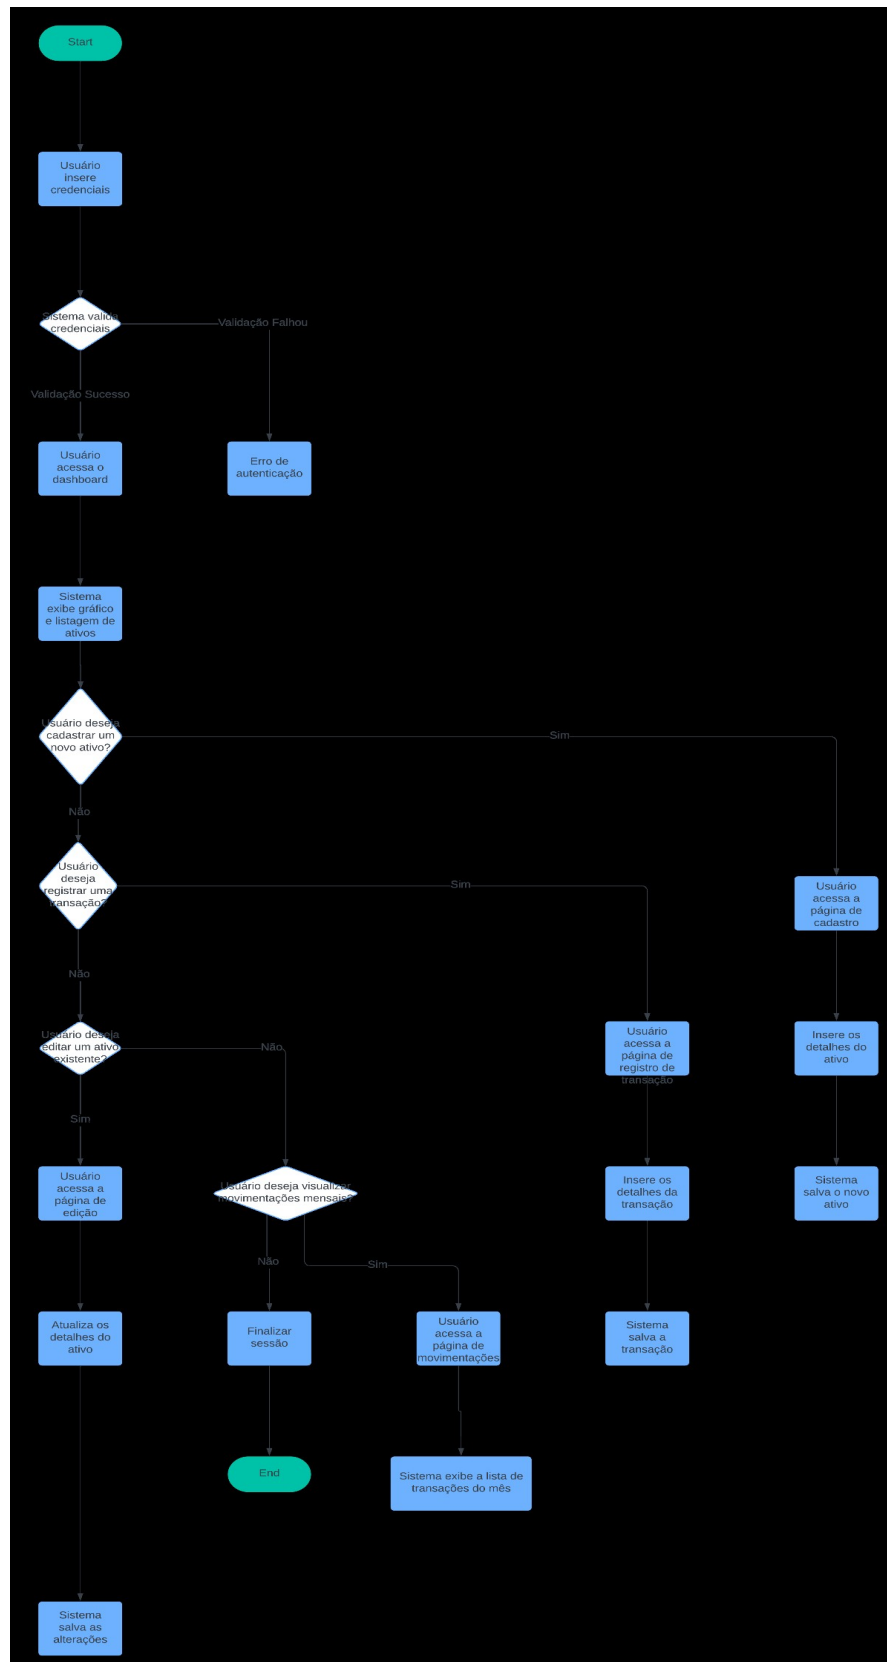 Start
Usuário
insere
credenciais
Sistema valida
credenciais
Validação Falhou
Validação Sucesso
Usuário
acessa o
dashboard
Erro de
autenticação
Sistema
exibe gráfico
e listagem de
ativos
Usuário deseja
cadastrar um
novo ativo?
Sim
Não
Usuário
deseja
registrar uma
transação?
Sim
Usuário
acessa a
página de
cadastro
Não
Usuário deseja
editar um ativo
existente?
Não
Usuário
acessa a
página de
registro de
transação
Insere os
detalhes do
ativo
Sim
Usuário
acessa a
página de
edição
Usuário deseja visualizar
movimentações mensais?
Insere os
detalhes da
transação
Sistema
salva o novo
ativo
Não
Sim
Atualiza os
detalhes do
ativo
Finalizar
sessão
Usuário
acessa a
página de
movimentações
Sistema
salva a
transação
End
Sistema exibe a lista de
transações do mês
Sistema
salva as
alterações